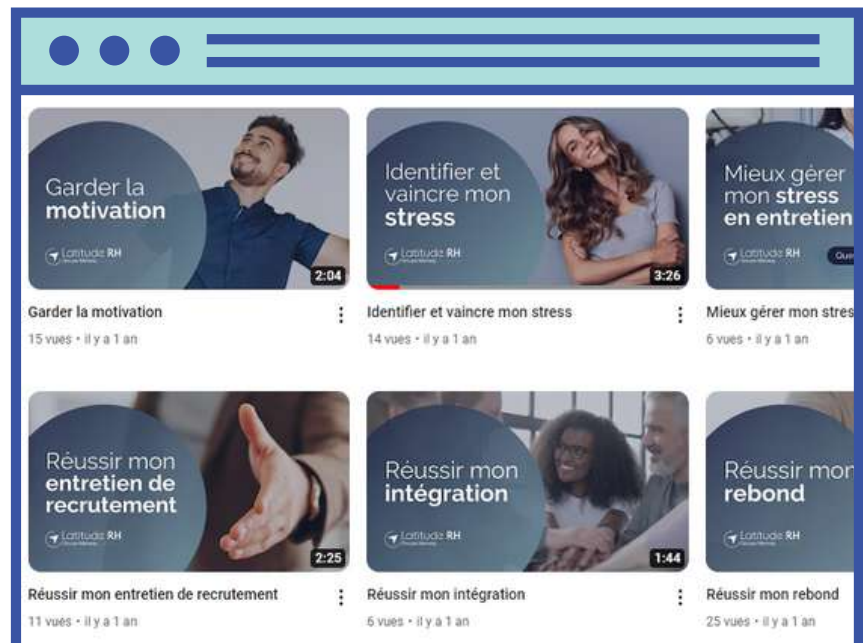 Garder la
motivation
Latitude RH
2:04
Identifier et
vaincre mon
stress
Latitude RH
3:26
Mieux gérer
mon stress
en entretien
Latitude RH
Garder la motivation
15 vues • il y a 1 an
Identifier et vaincre mon stress
14 vues • il y a 1 an
Mieux gérer mon stres
6 vues • il y a 1 an
Réussir mon
entretien de
recrutement
Latitude RH
2:25
Réussir mon
intégration
Latitude RH
1:44
Réussir mon
rebond
Latitude RH
Réussir mon entretien de recrutement
11 vues • il y a 1 an
Réussir mon intégration
6 vues • il y a 1 an
Réussir mon rebond
25 vues • il y a 1 an